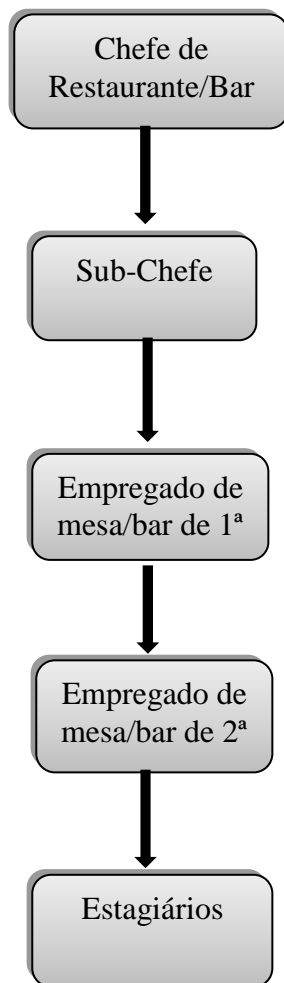 Chefe de
Restaurante/Bar
Sub-Chefe
Empregado de
mesa/bar de 1ª
Empregado de
mesa/bar de 2ª
Estagiários